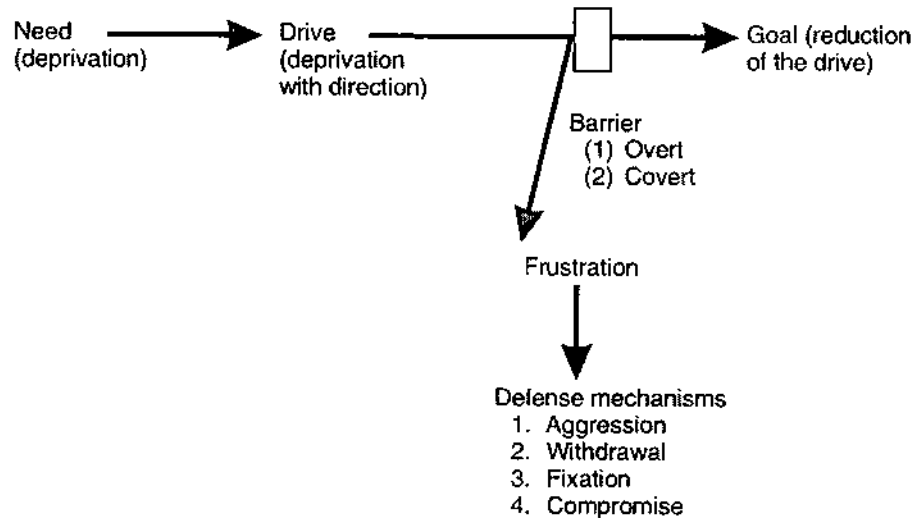 Need
(deprivation)
Drive
(deprivation
with direction)
Goal (reduction
of the drive)
Barrier
(1) Overt
(2) Covert
Frustration
Defense mechanisms
1. Aggression
2. Withdrawal
3. Fixation
4. Compromise